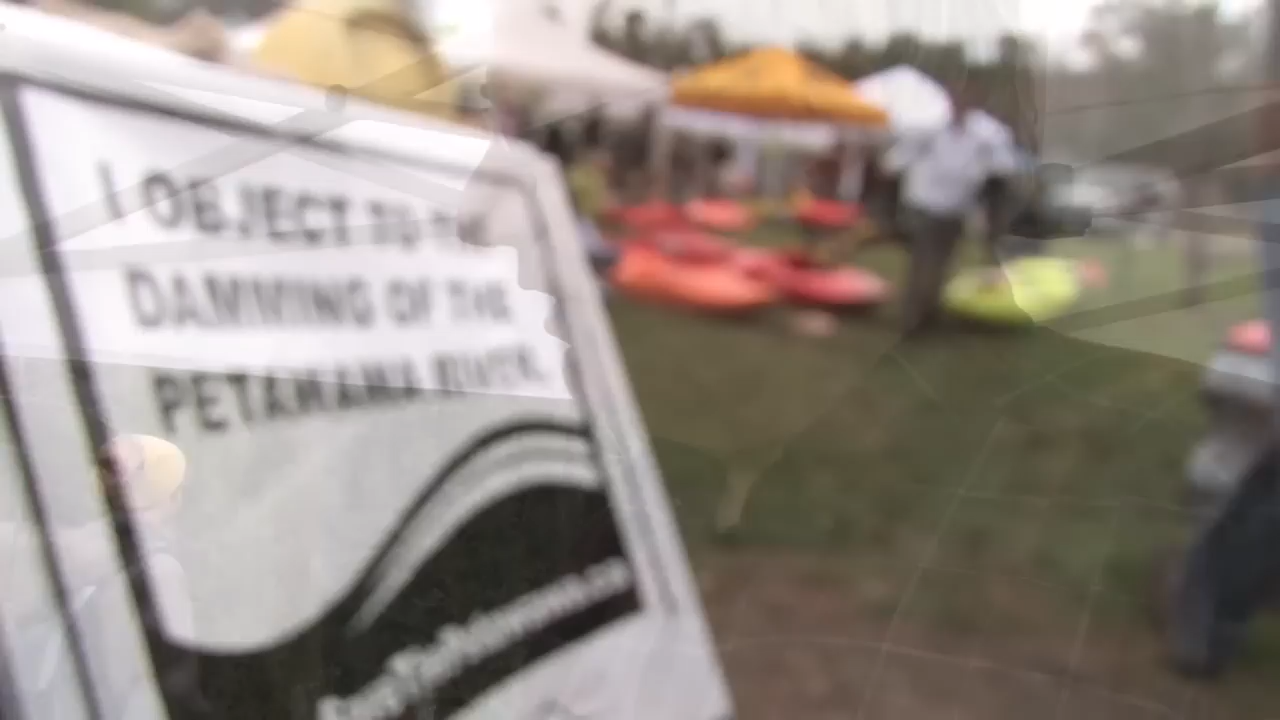 I OBJECT TO THE
DAMMING OF THE
PETAWAWA RIVER.